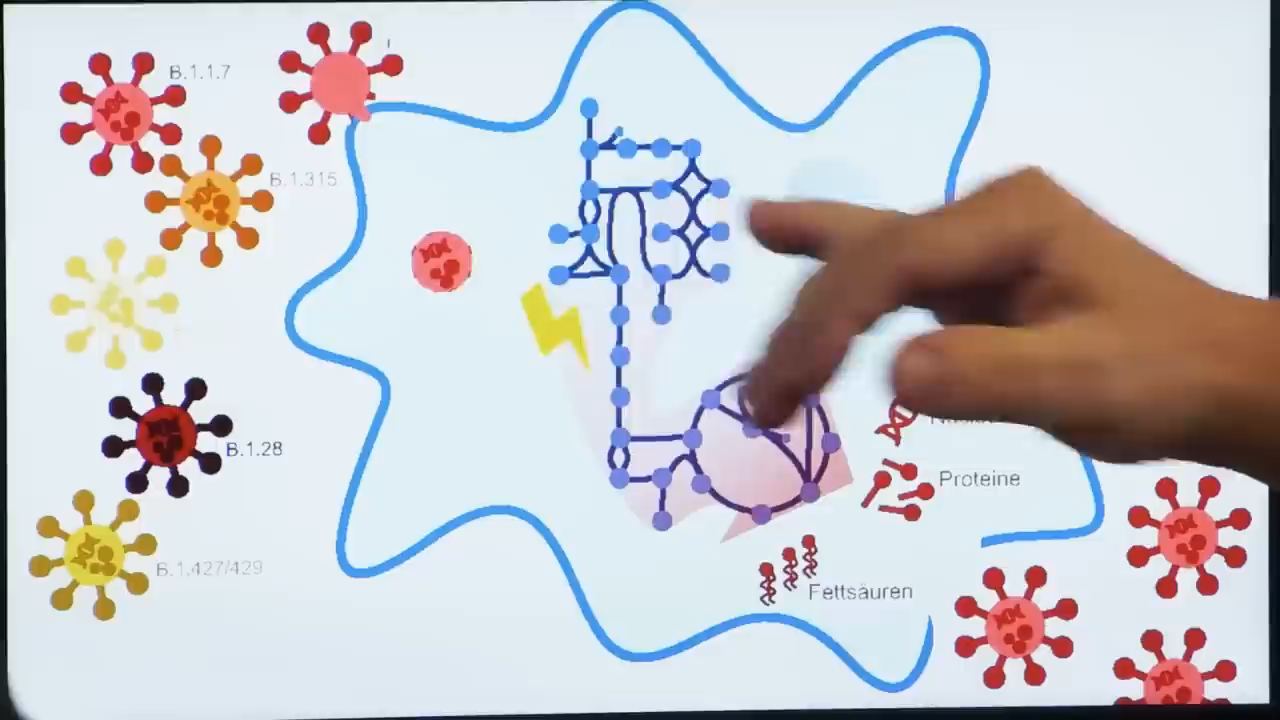 B.1.1.7
B.1.315
B.1.28
B.1.427/429
Proteine
Fettsäuren